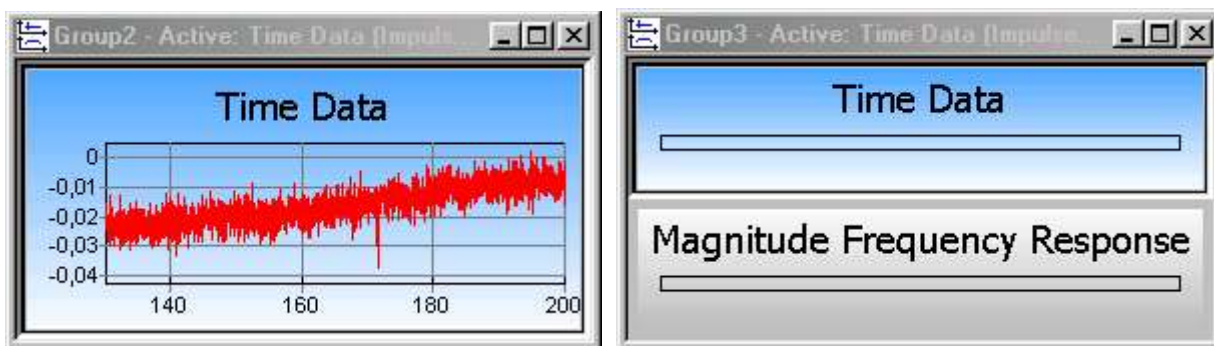 Group2 - Active: Time Data [Impuls...
Time Data
0
-0,01
-0,02
-0,03
-0,04
140 160 180 200
Group3 - Active: Time Data [Impulse...
Time Data
Magnitude Frequency Response